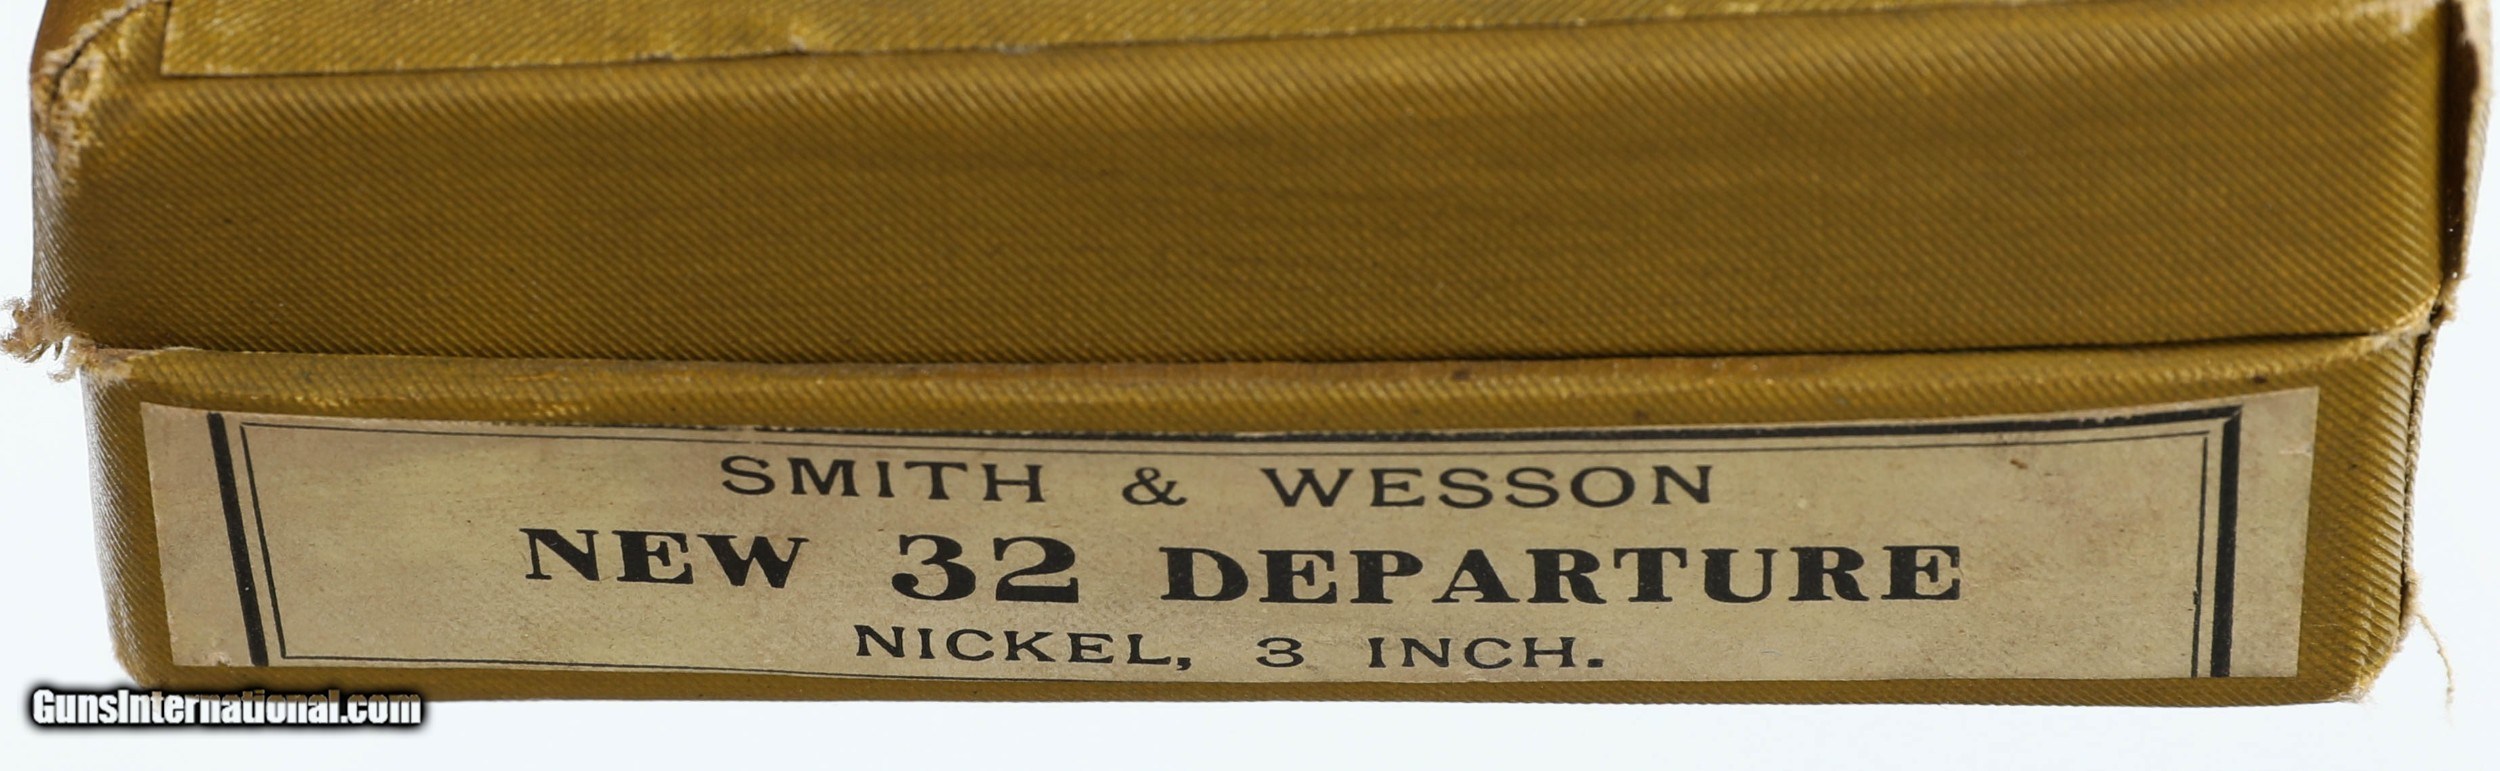 SMITH & WESSON
NEW 32 DEPARTURE
NICKEL, 3 INCH.
GunsInternational.com